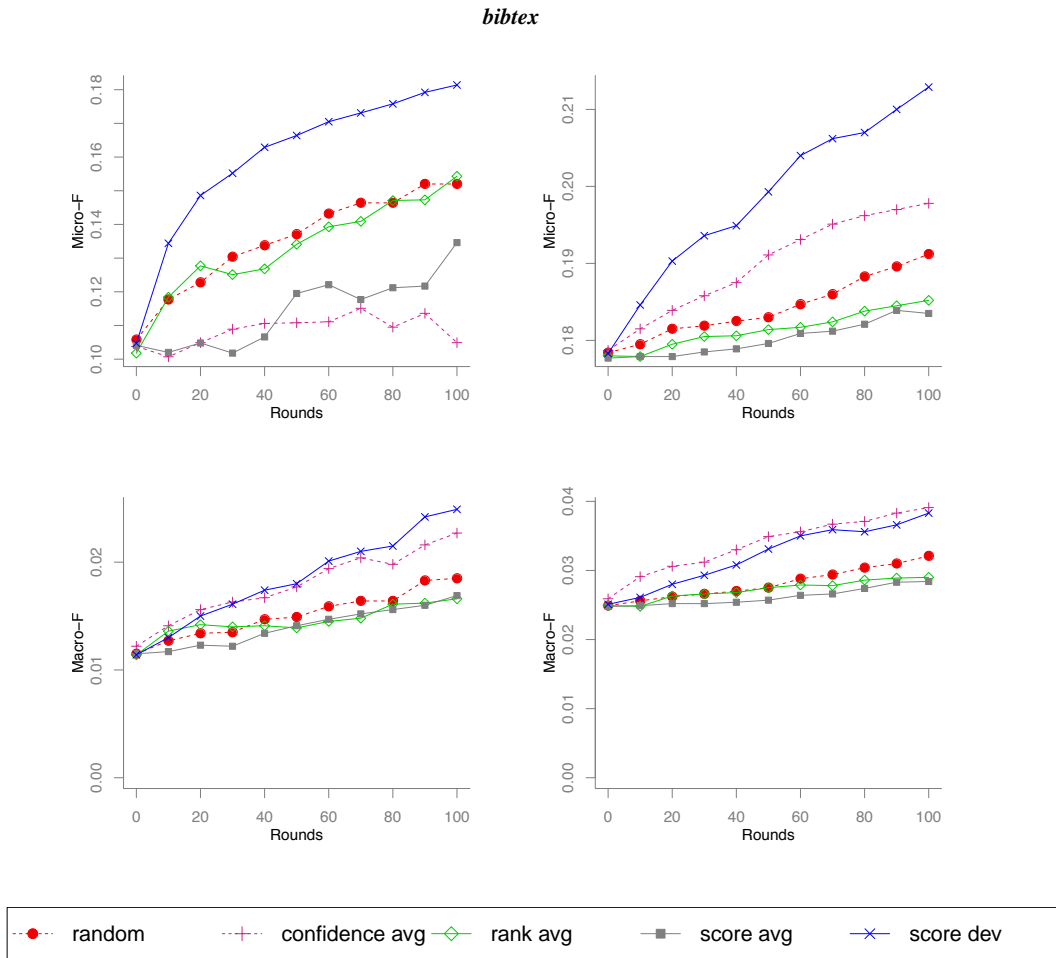 bibtex
0.10 0.12 0.14 0.16 0.18
Micro−F
0 20 40 60 80 100
Rounds
0.18 0.19 0.20 0.21
Micro−F
0 20 40 60 80 100
Rounds
0.00 0.01 0.02
Macro−F
0 20 40 60 80 100
Rounds
0.00 0.01 0.02 0.03 0.04
Macro−F
0 20 40 60 80 100
Rounds
random confidence avg rank avg score avg score dev